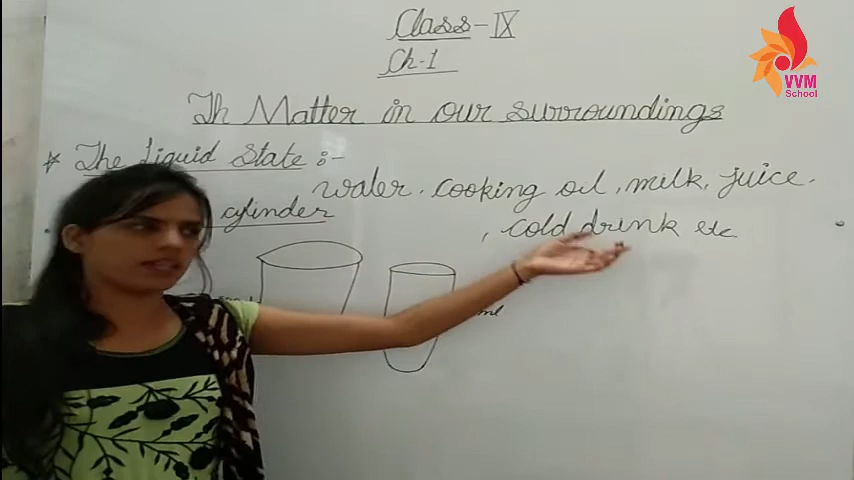 Class-IX
Ch-1
Th Matter in our surroundings
* The Liquid State :-
water, cooking oil, milk, juice.
, cold drink etc
cylinder
ml
VVM
School